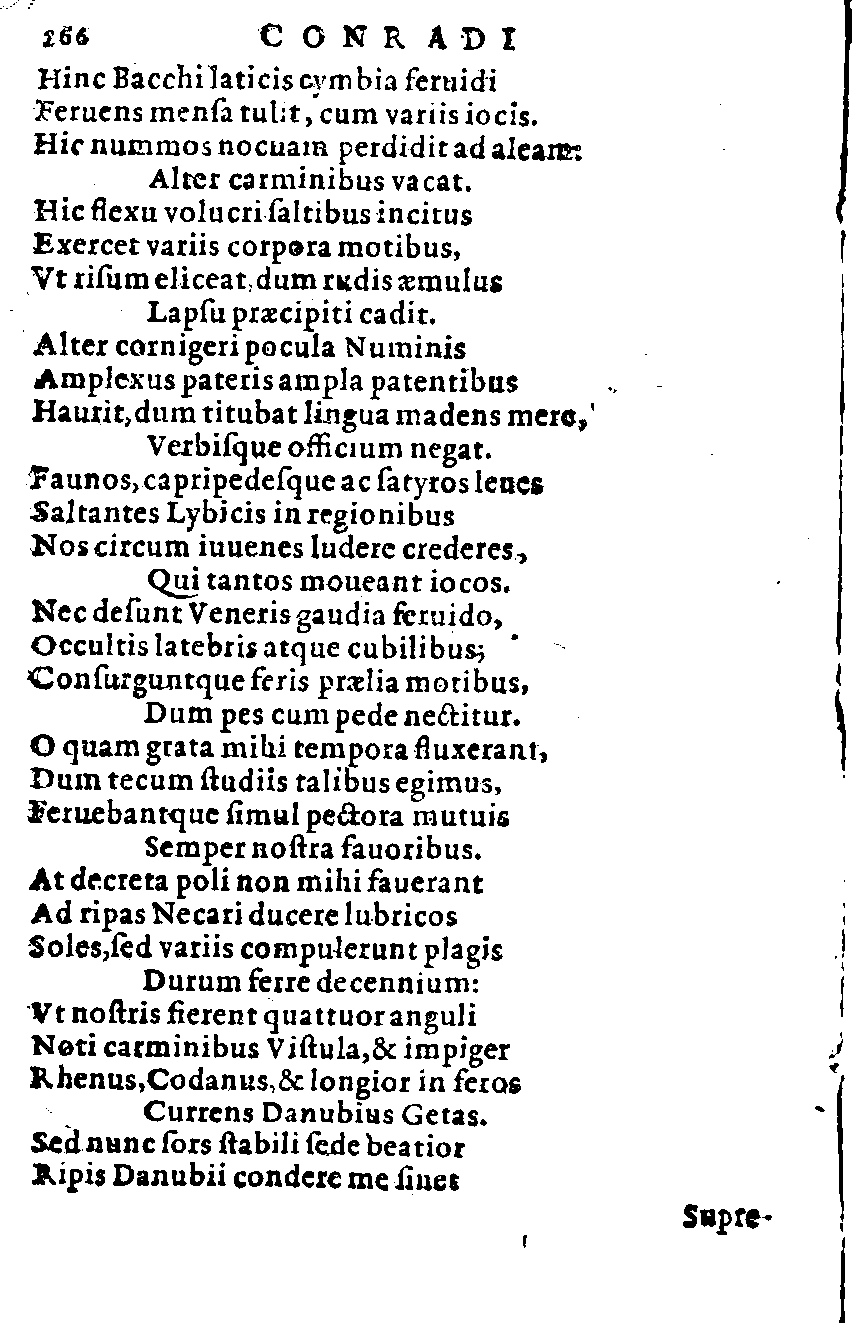 266 CONRADI
Hinc Bacchi laticis cymbia feruidi
Feruens menſa tulit, cum variis iocis.
Hic nummos nocuam perdidit ad aleam:
Alter carminibus vacat.
Hic flexu volucri ſaltibus incitus
Exercet variis corpora motibus,
Vt riſum eliceat, dum rudis æmulus
Lapſu præcipiti cadit.
Alter cornigeri pocula Numinis
Amplexus pateris ampla patentibus
Haurit, dum titubat lingua madens mero,
Verbiſque officium negat.
Faunos, capripedeſque ac ſatyros leues
Saltantes Lybicis in regionibus
Nos circum iuuenes ludere crederes,
Qui tantos moueant iocos.
Nec deſunt Veneris gaudia feruido,
Occultis latebris atque cubilibus;
Conſurguntque feris prælia motibus,
Dum pes cum pede nectitur.
O quam grata mihi tempora fluxerant,
Dum tecum ſtudiis talibus egimus,
Feruebantque ſimul pectora mutuis
Semper noſtra fauoribus.
At decreta poli non mihi fauerant
Ad ripas Necari ducere lubricos
Soles, ſed variis compulerunt plagis
Durum ferre decennium:
Vt noſtris fierent quattuor anguli
Noti carminibus Viſtula, & impiger
Rhenus, Codanus, & longior in feros
Currens Danubius Getas.
Sed nunc ſors ſtabili ſede beatior
Ripis Danubii condere me ſinet
Supre-